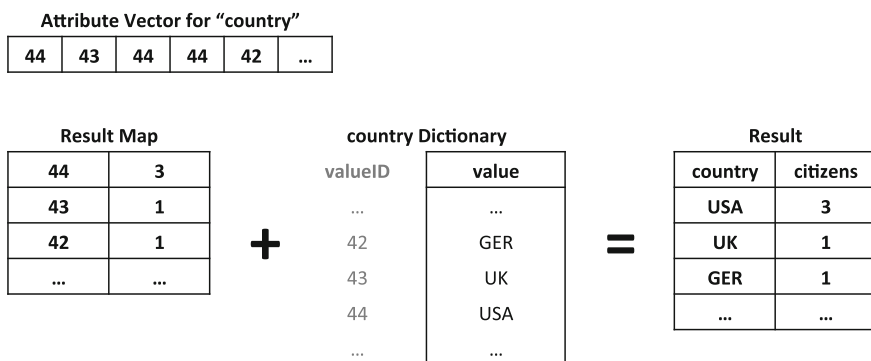 Attribute Vector for “country”
44 43 44 44 42 ...
Result Map
44 3
43 1
42 1
... ...
+
country Dictionary
valueID value
... ...
42 GER
43 UK
44 USA
... ...
=
Result
country citizens
USA 3
UK 1
GER 1
... ...